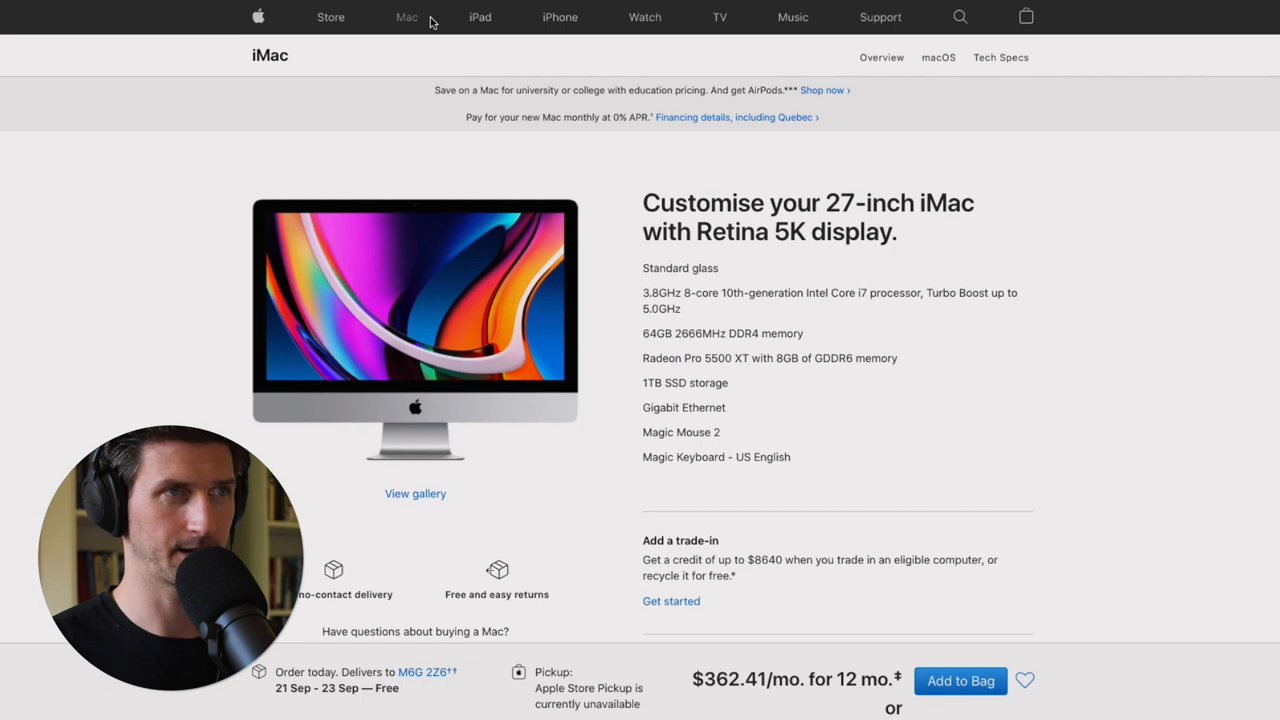 Store Mac iPad iPhone Watch TV Music Support
iMac
Overview macOS Tech Specs
Save on a Mac for university or college with education pricing. And get AirPods.*** Shop now ›
Pay for your new Mac monthly at 0% APR.† Financing details, including Quebec ›
Customise your 27-inch iMac
with Retina 5K display.
Standard glass
3.8GHz 8-core 10th-generation Intel Core i7 processor, Turbo Boost up to
5.0GHz
64GB 2666MHz DDR4 memory
Radeon Pro 5500 XT with 8GB of GDDR6 memory
1TB SSD storage
Gigabit Ethernet
Magic Mouse 2
Magic Keyboard - US English
View gallery
Add a trade-in
Get a credit of up to $8640 when you trade in an eligible computer, or
recycle it for free.*
Get started
no-contact delivery
Free and easy returns
Have questions about buying a Mac?
Order today. Delivers to M6G 2Z6††
21 Sep - 23 Sep — Free
Pickup:
Apple Store Pickup is
currently unavailable
$362.41/mo. for 12 mo.‡
or
Add to Bag